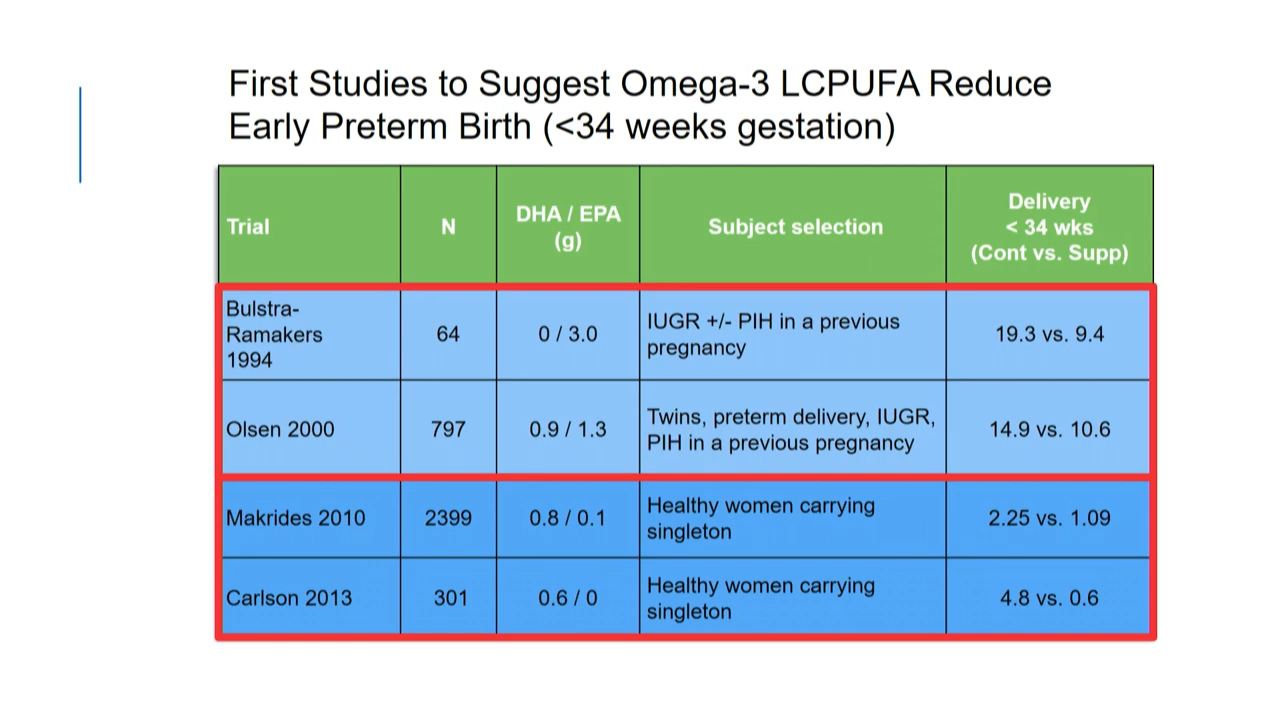 First Studies to Suggest Omega-3 LCPUFA Reduce
Early Preterm Birth (<34 weeks gestation)
Trial
N
DHA / EPA
(g)
Subject selection
Delivery
< 34 wks
(Cont vs. Supp)
Bulstra-
Ramakers
1994
64
0 / 3.0
IUGR +/- PIH in a previous
pregnancy
19.3 vs. 9.4
Olsen 2000
797
0.9 / 1.3
Twins, preterm delivery, IUGR,
PIH in a previous pregnancy
14.9 vs. 10.6
Makrides 2010
2399
0.8 / 0.1
Healthy women carrying
singleton
2.25 vs. 1.09
Carlson 2013
301
0.6 / 0
Healthy women carrying
singleton
4.8 vs. 0.6